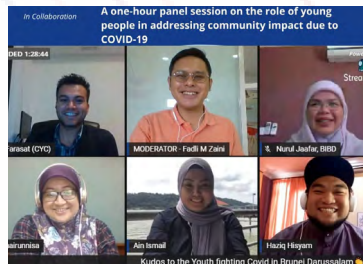 In Collaboration
A one-hour panel session on the role of young
people in addressing community impact due to
COVID-19
DED 1:28:44
Strea
arasat (CYC)
MODERATOR - Fadli M Zaini
Nurul Jaafar, BIBD
airunnisa
Ain Ismail
Haziq Hisyam
Kudos to the Youth fighting Covid in Brunei Darussalam